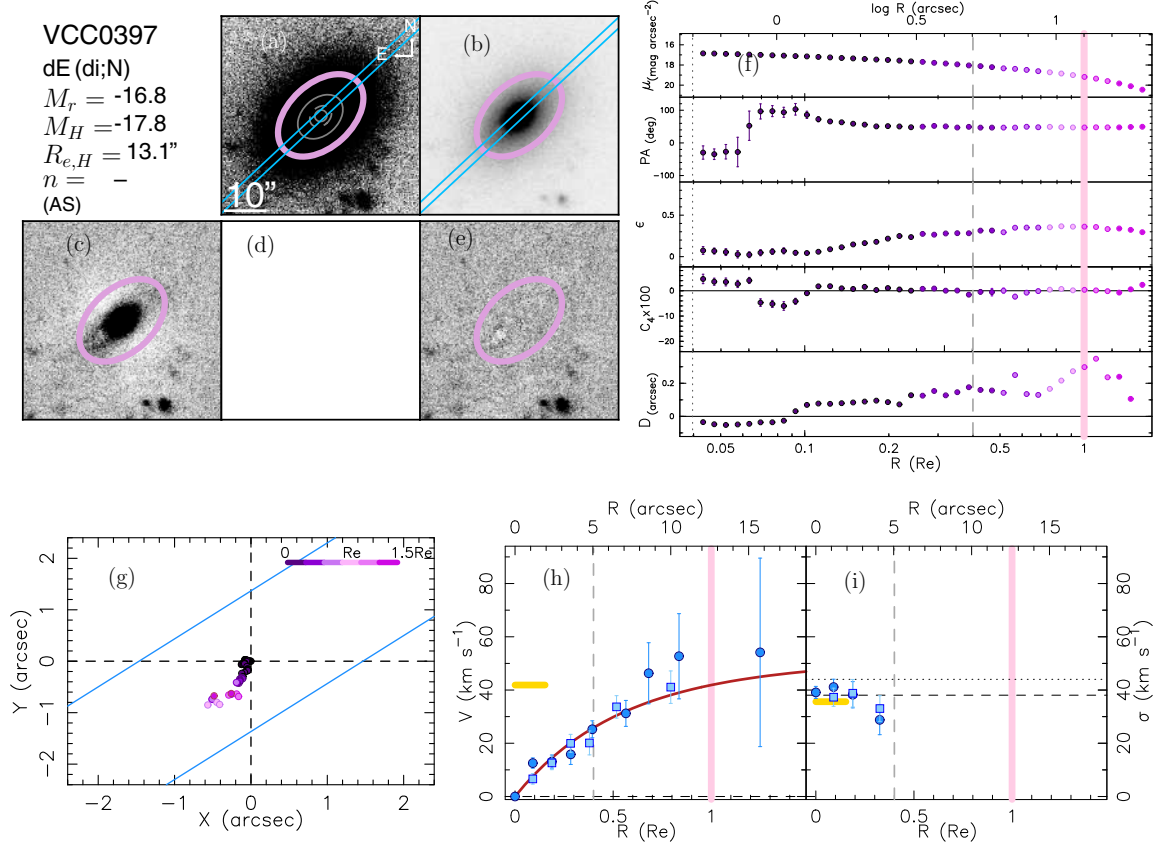 VCC0397
dE (di;N)
M_r = -16.8
M_H = -17.8
R_{e,H} = 13.1"
n = –
(AS)
(a)
N
E
10"
(b)
(c)
(d)
(e)
log R (arcsec)
0 0.5 1
(f)
μ(mag arcsec⁻²)
16
18
20
PA (deg)
100
0
−100
ε
0.5
0
C₄x100
0
−10
−20
D (arcsec)
0.5
0
0.05 0.1 0.2 0.5 1
R (Re)
(g)
0 Re 1.5Re
Y (arcsec)
2
1
0
−1
−2
−2 −1 0 1 2
X (arcsec)
R (arcsec)
0 5 10 15
(h)
V (km s⁻¹)
80
60
40
20
0
0 0.5 1
R (Re)
R (arcsec)
0 5 10 15
(i)
σ (km s⁻¹)
80
60
40
20
0
0 0.5 1
R (Re)